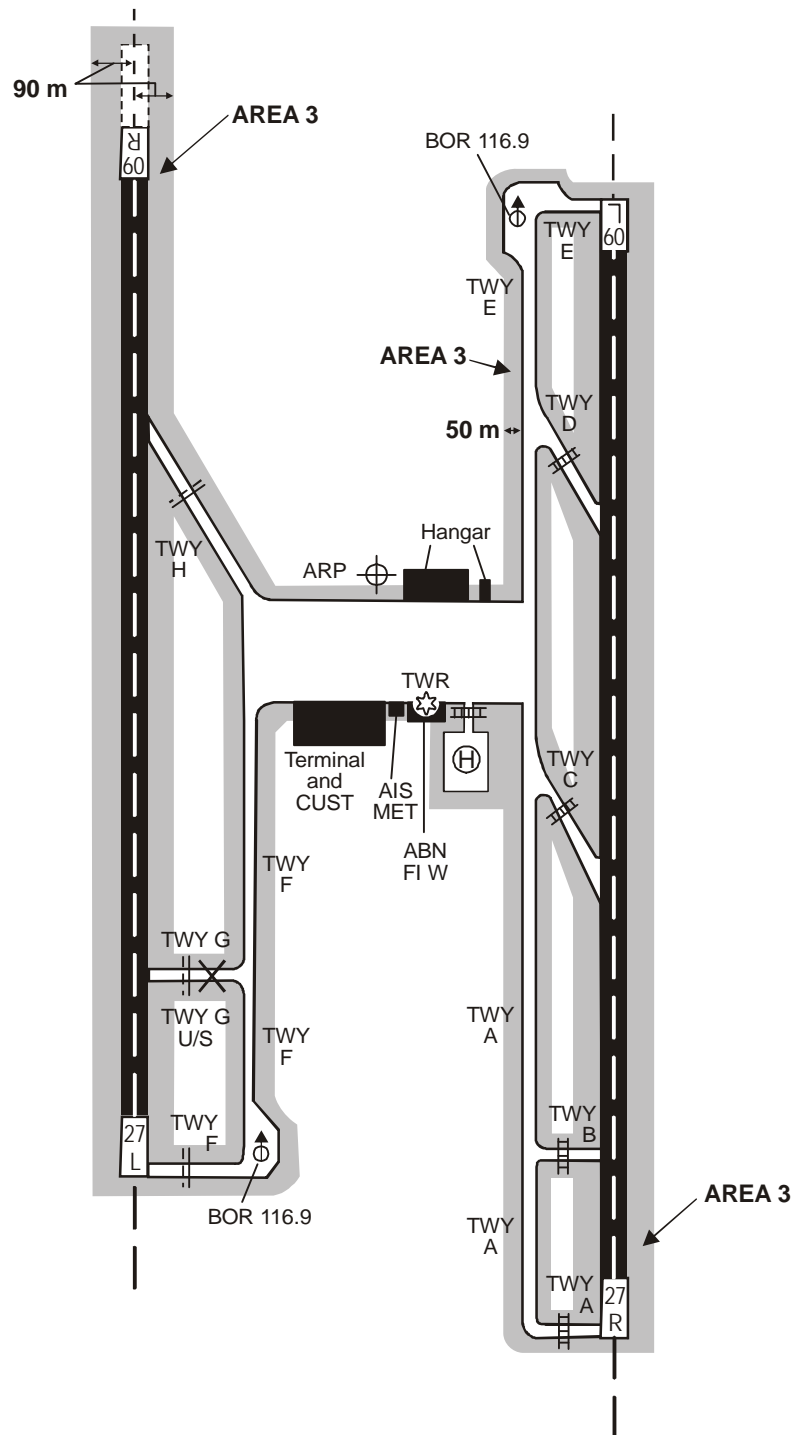 90 m
AREA 3
09
R
BOR 116.9
09
L
TWY
E
TWY
E
AREA 3
50 m
TWY
D
TWY
H
ARP
Hangar
TWR
H
Terminal
and
CUST
AIS
MET
ABN
FI W
TWY
C
TWY
F
TWY G
TWY G
U/S
TWY
F
TWY
A
27
L
TWY
F
BOR 116.9
TWY
B
TWY
A
AREA 3
TWY
A
27
R